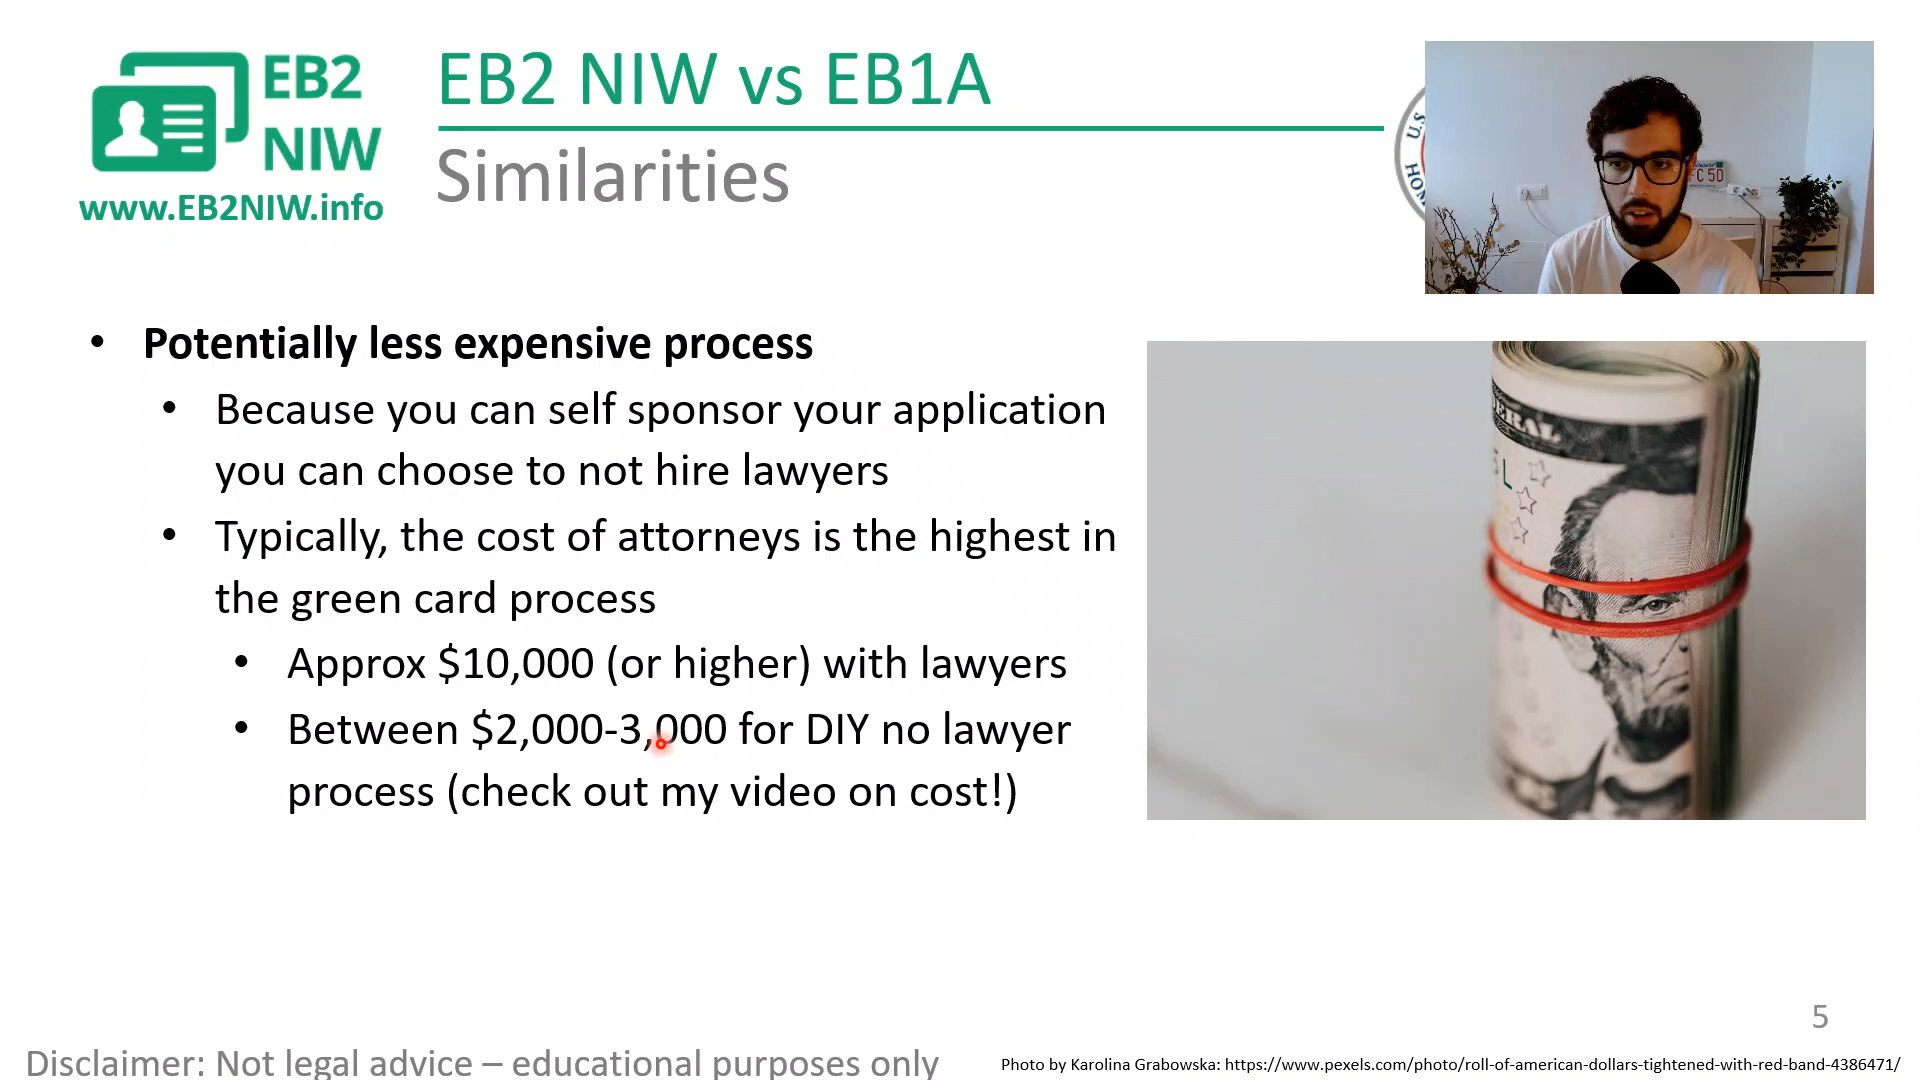 EB2
NIW
www.EB2NIW.info
EB2 NIW vs EB1A
Similarities
U.S.
HOM
C 5D
• Potentially less expensive process
• Because you can self sponsor your application
you can choose to not hire lawyers
• Typically, the cost of attorneys is the highest in
the green card process
• Approx $10,000 (or higher) with lawyers
• Between $2,000-3,000 for DIY no lawyer
process (check out my video on cost!)
ERAL
5
Disclaimer: Not legal advice – educational purposes only
Photo by Karolina Grabowska: https://www.pexels.com/photo/roll-of-american-dollars-tightened-with-red-band-4386471/